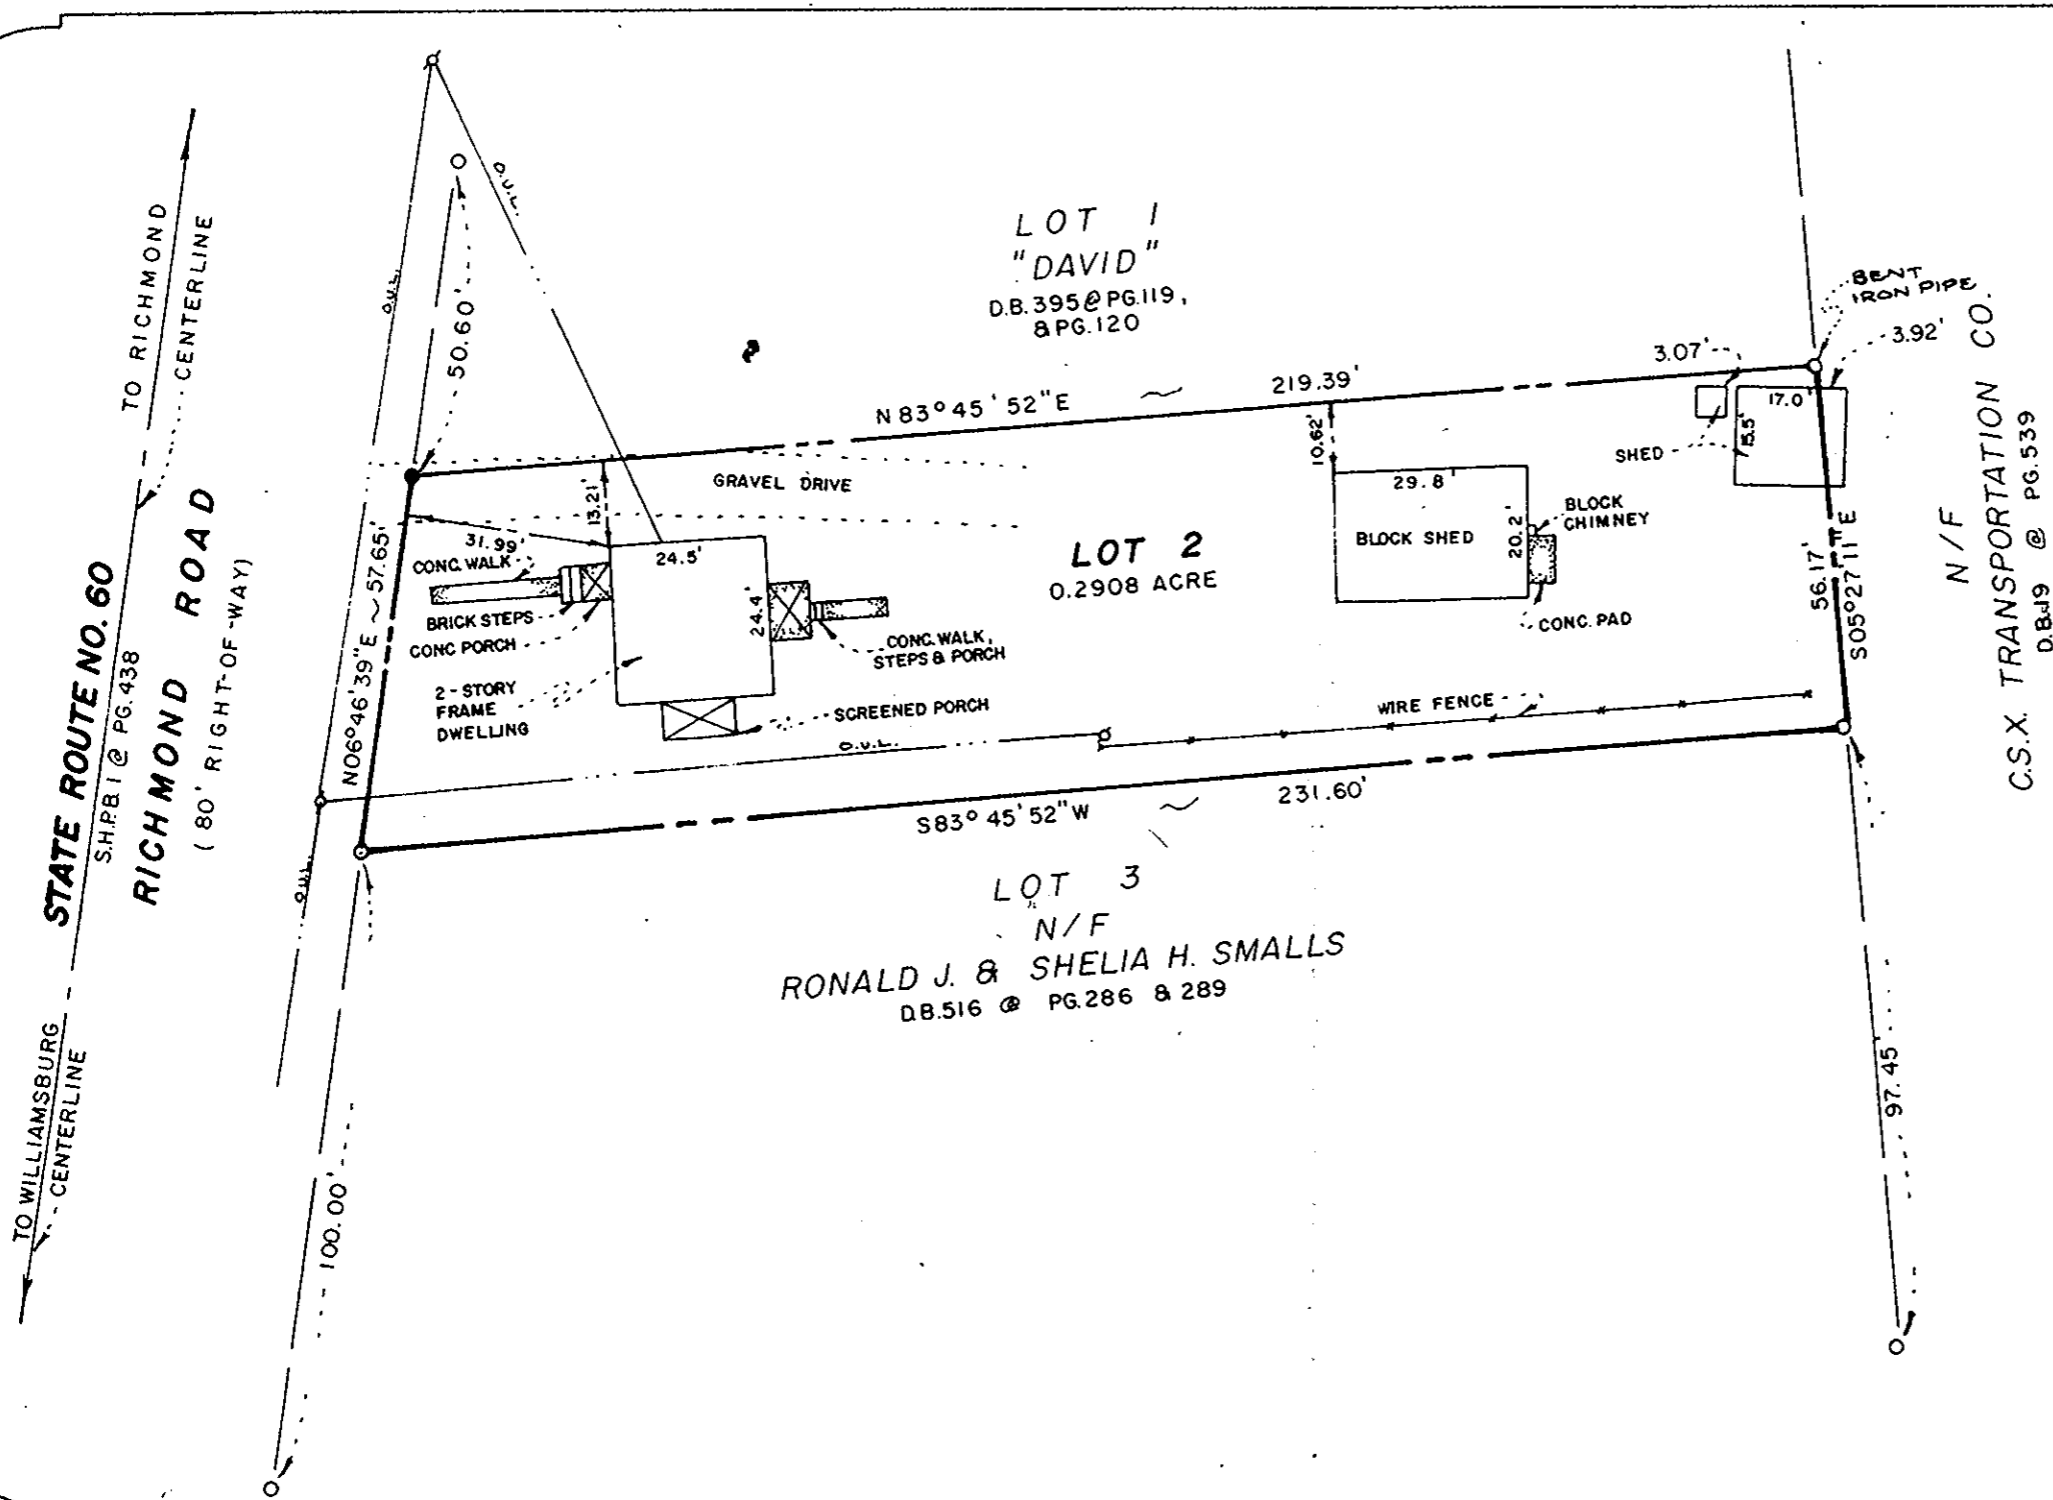 TO RICHMOND
CENTERLINE
STATE ROUTE NO. 60
S.H.P.B. 1 @ PG. 438
RICHMOND ROAD
( 80' RIGHT-OF-WAY)
TO WILLIAMSBURG
CENTERLINE
O.U.L.
O.U.L.
50.60'
LOT 1
"DAVID"
D.B. 395 @ PG. 119,
& PG. 120
BENT
IRON PIPE
3.92'
3.07'
N 83° 45' 52" E
219.39'
GRAVEL DRIVE
13.21'
10.62'
17.0'
15.5'
SHED
31.99'
CONC. WALK
24.5'
24.4'
BRICK STEPS
CONC PORCH
2-STORY
FRAME
DWELLING
CONC. WALK,
STEPS & PORCH
SCREENED PORCH
LOT 2
0.2908 ACRE
29.8'
BLOCK SHED
20.2'
BLOCK
CHIMNEY
CONC. PAD
WIRE FENCE
O.U.L.
N06° 46' 39" E ~ 57.65'
56.17'
S05° 27' 11" E
N/F
C.S.X. TRANSPORTATION CO.
D.B. 19 @ PG. 539
S83° 45' 52" W
231.60'
O.U.L.
LOT 3
N/F
RONALD J. & SHELIA H. SMALLS
D.B. 516 @ PG. 286 & 289
100.00'
97.45'